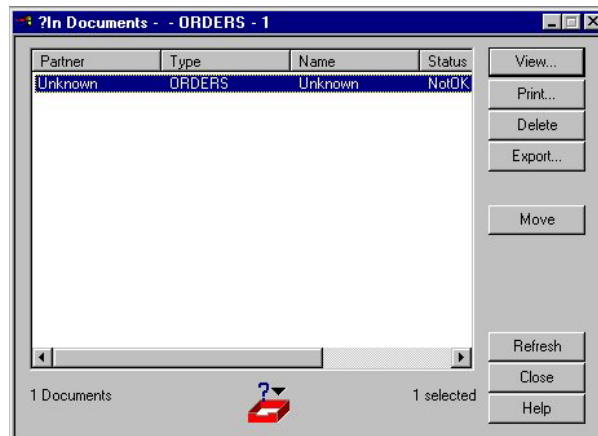 ?In Documents - - ORDERS - 1
Partner Type Name Status
Unknown ORDERS Unknown NotOK
View...
Print...
Delete
Export...
Move
Refresh
Close
Help
1 Documents ? 1 selected